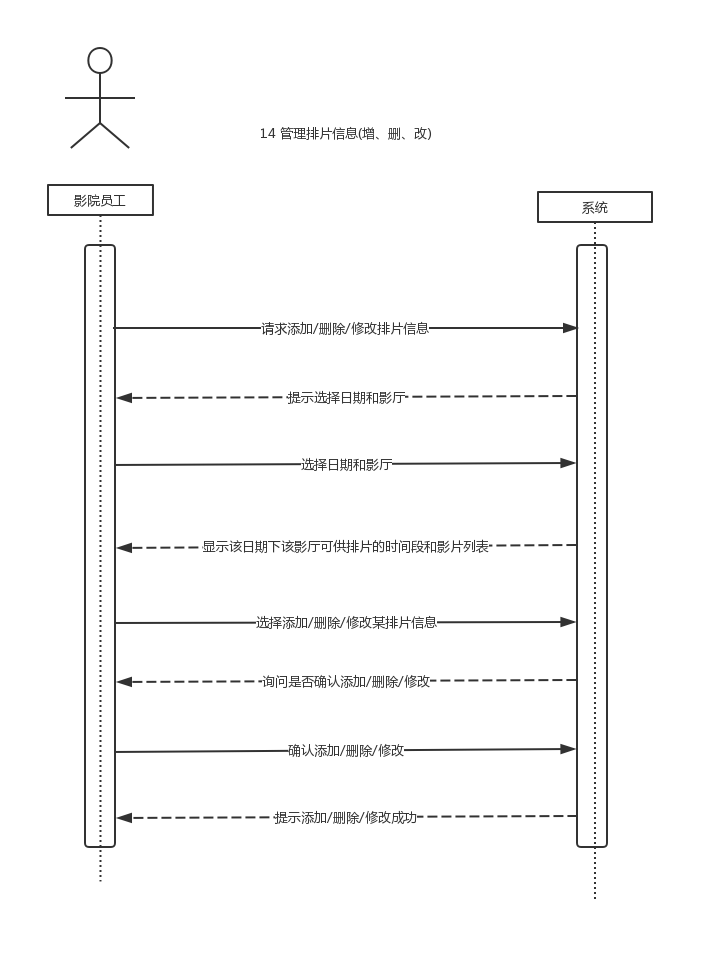 14 管理排片信息(增、删、改)
影院员工
系统
请求添加/删除/修改排片信息
提示选择日期和影厅
选择日期和影厅
显示该日期下该影厅可供排片的时间段和影片列表
选择添加/删除/修改某排片信息
询问是否确认添加/删除/修改
确认添加/删除/修改
提示添加/删除/修改成功